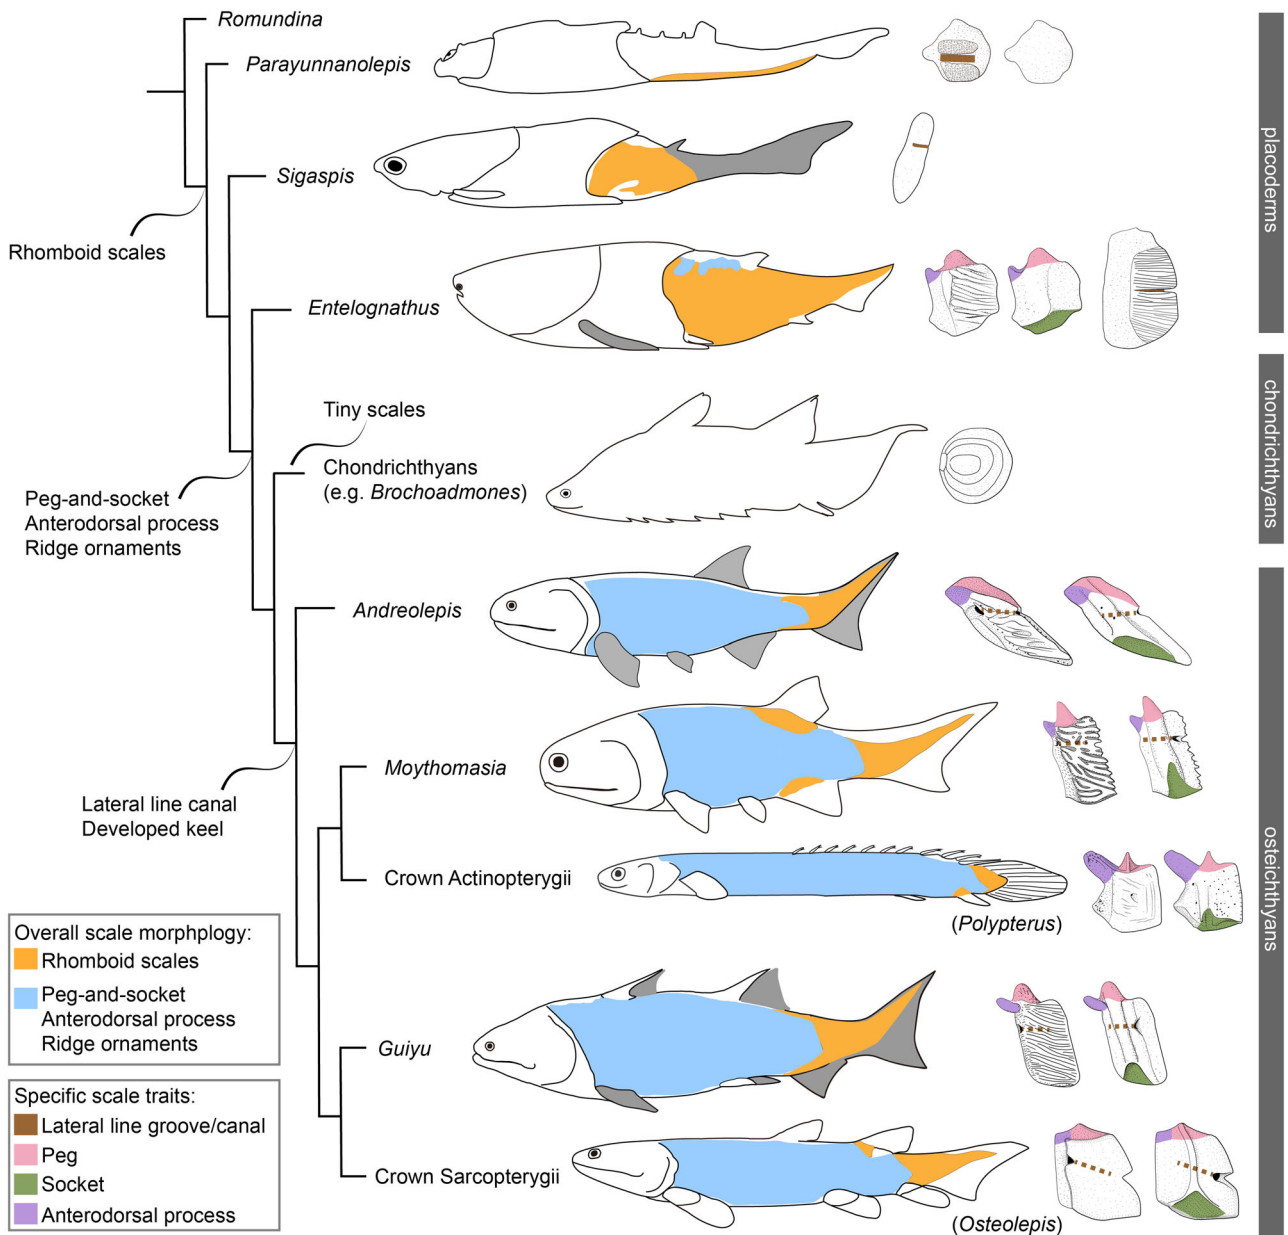 Romundina
Parayunnanolepis
Sigaspis
Rhomboid scales
Entelognathus
Tiny scales
Chondrichthyans
(e.g. Brochoadmones)
Peg-and-socket
Anterodorsal process
Ridge ornaments
Andreolepis
Moythomasia
Lateral line canal
Developed keel
Crown Actinopterygii
(Polypterus)
Guiyu
Crown Sarcopterygii
(Osteolepis)
Overall scale morphplogy:
Rhomboid scales
Peg-and-socket
Anterodorsal process
Ridge ornaments
Specific scale traits:
Lateral line groove/canal
Peg
Socket
Anterodorsal process
placoderms
chondrichthyans
osteichthyans